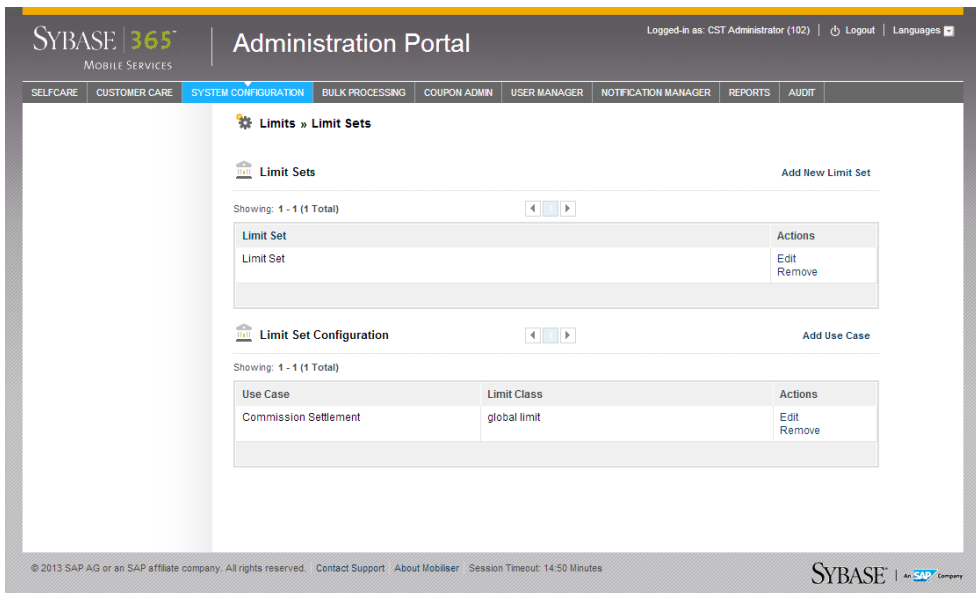 SYBASE 365™
MOBILE SERVICES
Administration Portal
Logged-in as: CST Administrator (102) | Logout | Languages
SELFCARE CUSTOMER CARE SYSTEM CONFIGURATION BULK PROCESSING COUPON ADMIN USER MANAGER NOTIFICATION MANAGER REPORTS AUDIT
Limits » Limit Sets
Limit Sets Add New Limit Set
Showing: 1 - 1 (1 Total) 1
Limit Set Actions
Limit Set Edit
Remove
Limit Set Configuration 1 Add Use Case
Showing: 1 - 1 (1 Total)
Use Case Limit Class Actions
Commission Settlement global limit Edit
Remove
© 2013 SAP AG or an SAP affiliate company. All rights reserved. Contact Support About Mobiliser Session Timeout: 14:50 Minutes
SYBASE | An SAP Company